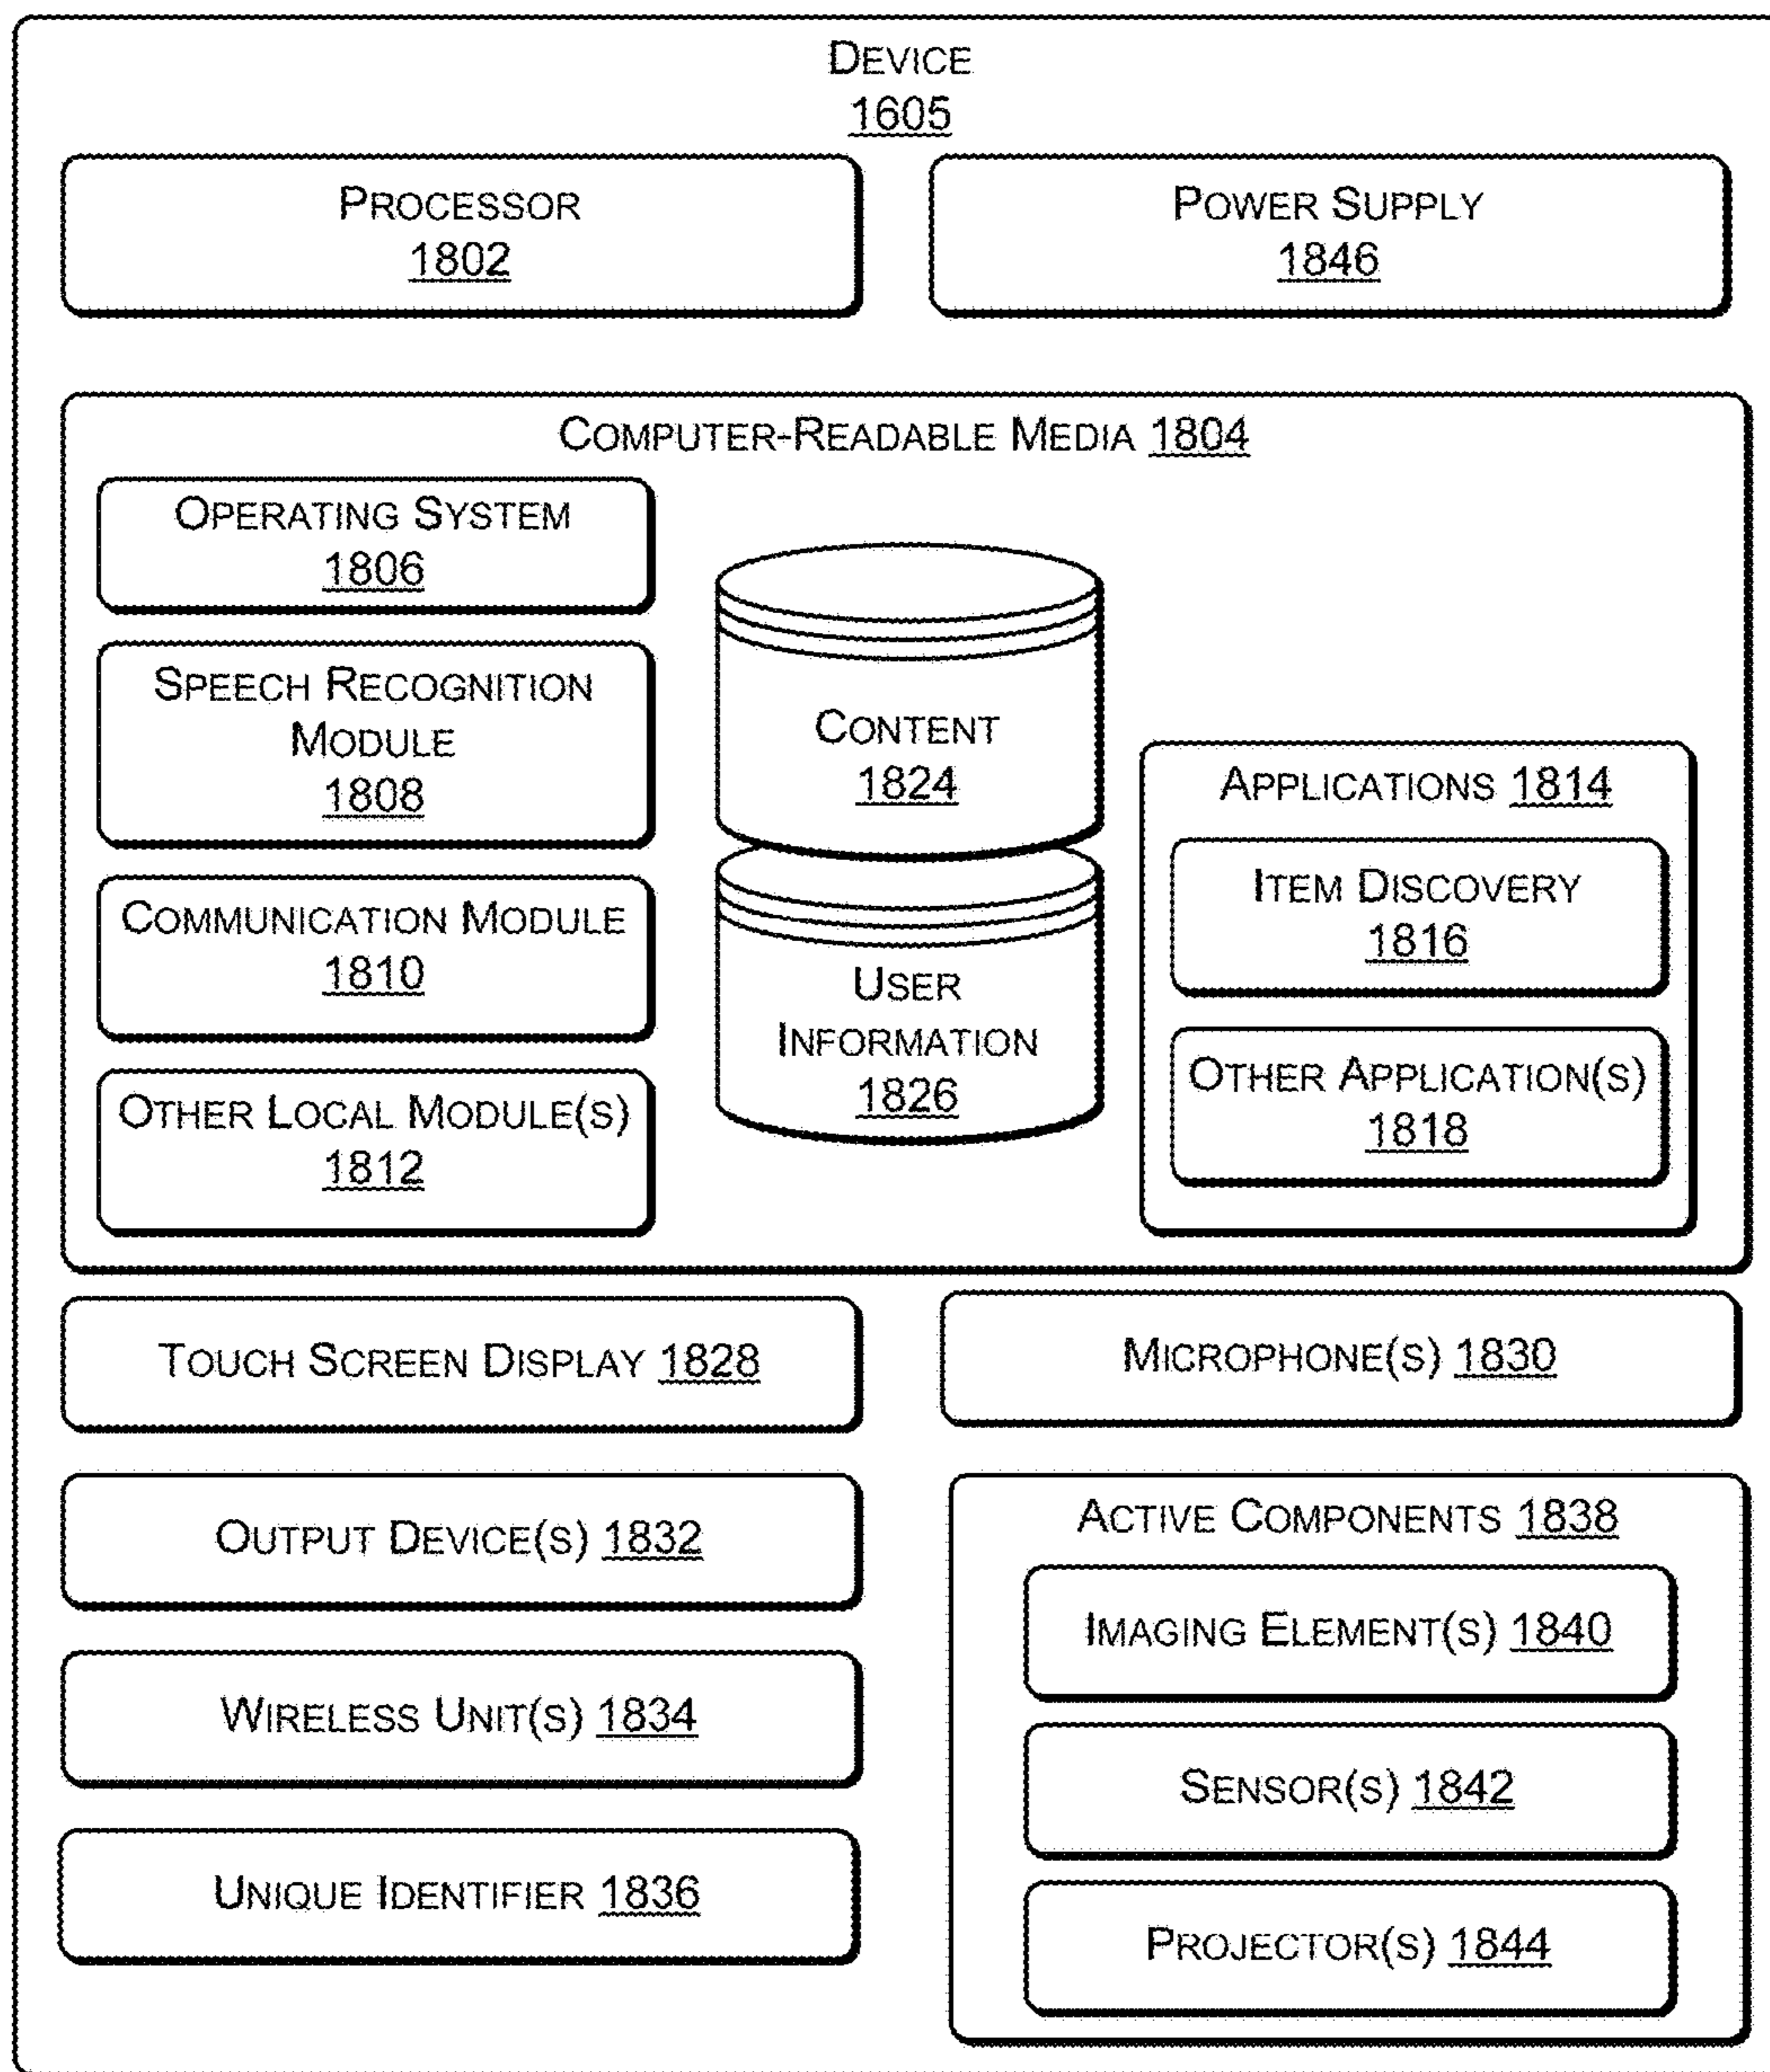 DEVICE
1605
PROCESSOR
1802
POWER SUPPLY
1846
COMPUTER-READABLE MEDIA 1804
OPERATING SYSTEM
1806
SPEECH RECOGNITION
MODULE
1808
COMMUNICATION MODULE
1810
OTHER LOCAL MODULE(S)
1812
CONTENT
1824
USER
INFORMATION
1826
APPLICATIONS 1814
ITEM DISCOVERY
1816
OTHER APPLICATION(S)
1818
TOUCH SCREEN DISPLAY 1828
MICROPHONE(S) 1830
OUTPUT DEVICE(S) 1832
WIRELESS UNIT(S) 1834
UNIQUE IDENTIFIER 1836
ACTIVE COMPONENTS 1838
IMAGING ELEMENT(S) 1840
SENSOR(S) 1842
PROJECTOR(S) 1844